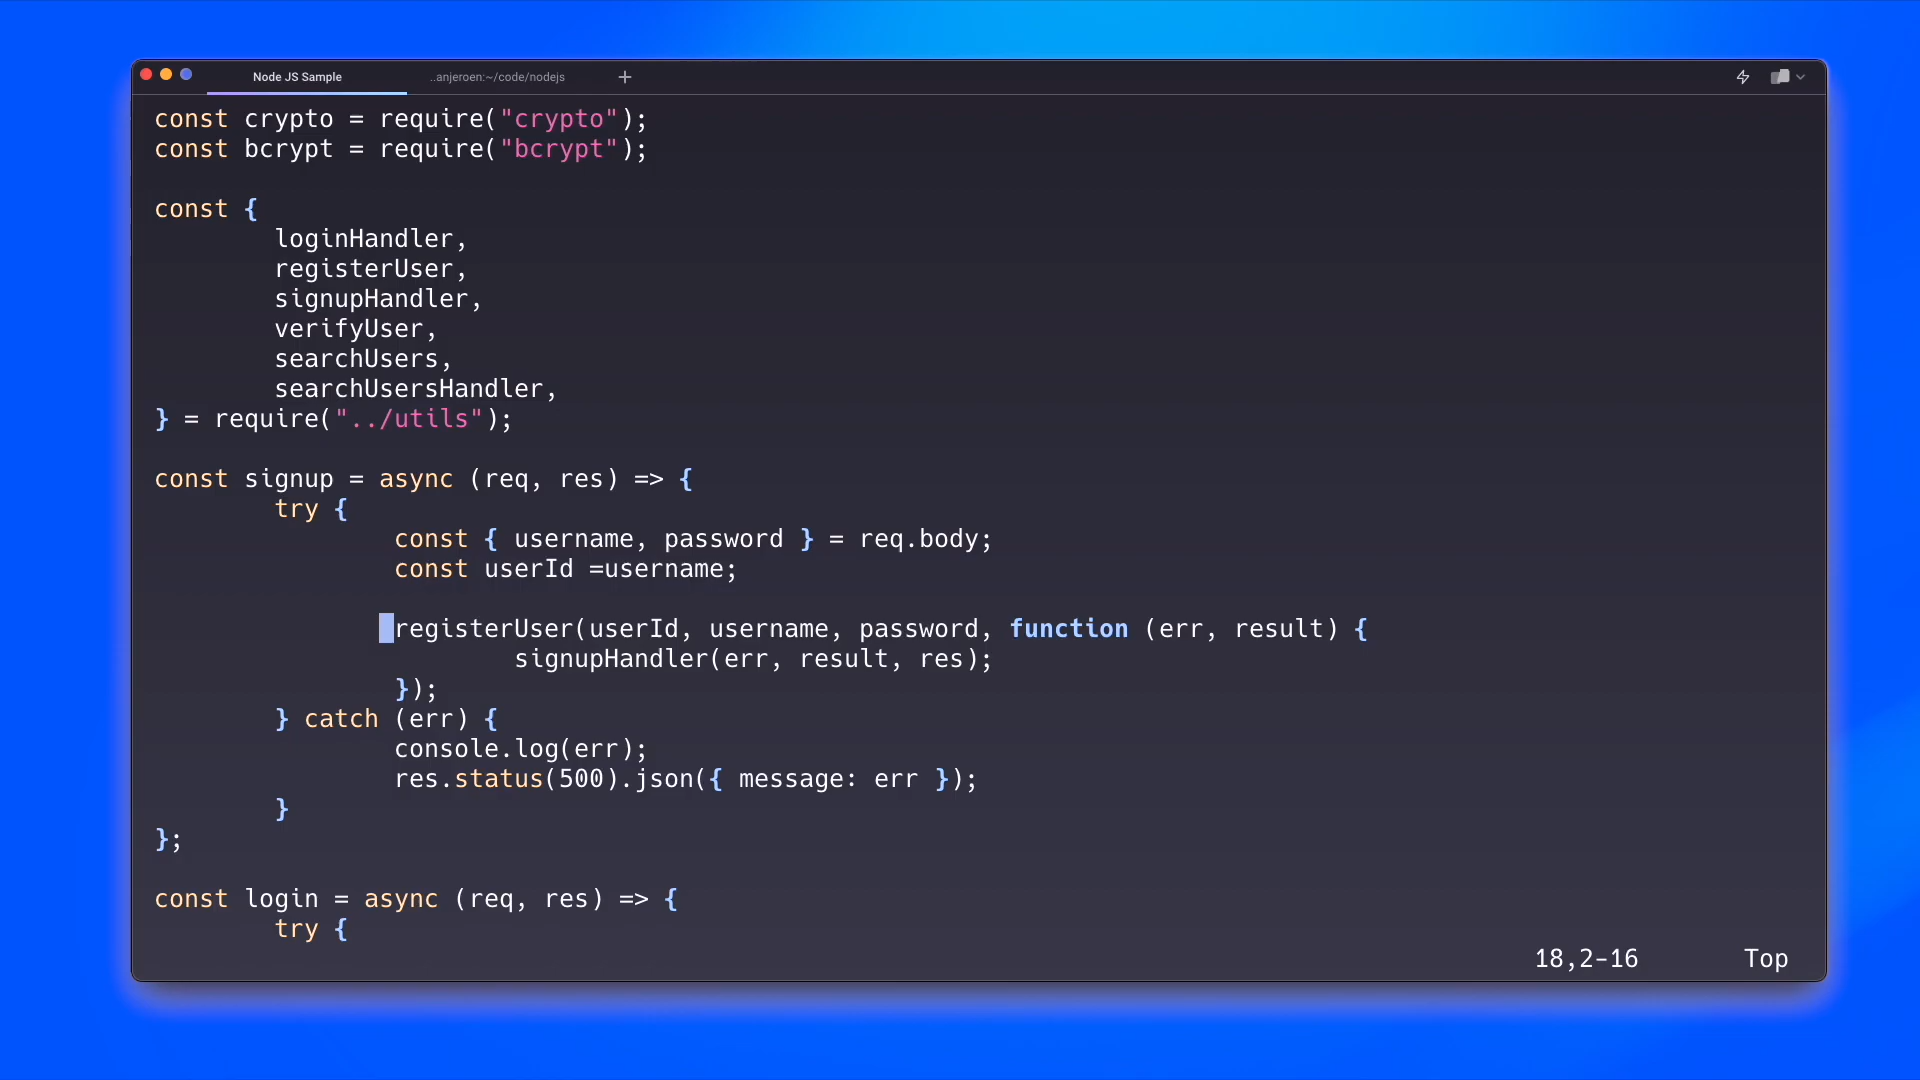 Node JS Sample
..anjeroen:~/code/nodejs
const crypto = require("crypto");
const bcrypt = require("bcrypt");
const {
loginHandler,
registerUser,
signupHandler,
verifyUser,
searchUsers,
searchUsersHandler,
} = require("../utils");
const signup = async (req, res) => {
try {
const { username, password } = req.body;
const userId =username;
registerUser(userId, username, password, function (err, result) {
signupHandler(err, result, res);
});
} catch (err) {
console.log(err);
res.status(500).json({ message: err });
}
};
const login = async (req, res) => {
try {
18,2-16 Top